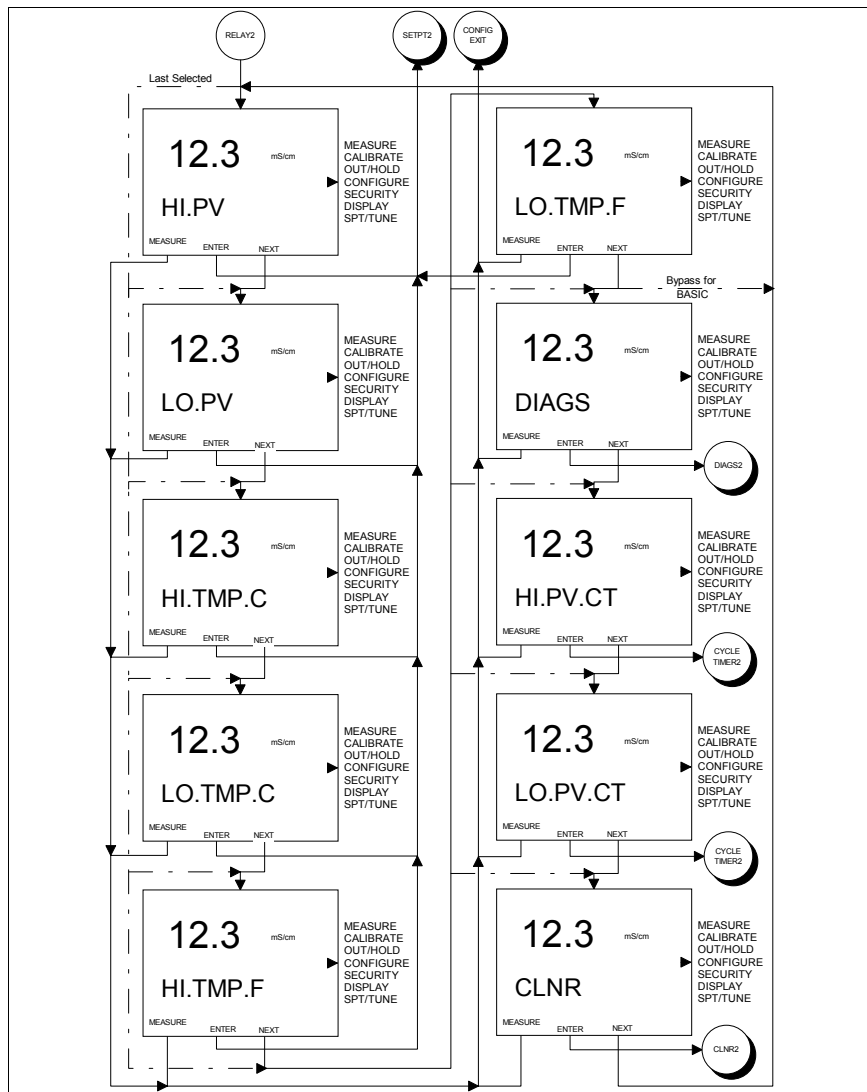 RELAY2
SETPT2
CONFIG
EXIT
Last Selected
12.3 mS/cm
HI.PV
MEASURE ENTER NEXT
MEASURE
CALIBRATE
OUT/HOLD
CONFIGURE
SECURITY
DISPLAY
SPT/TUNE
12.3 mS/cm
LO.PV
MEASURE ENTER NEXT
MEASURE
CALIBRATE
OUT/HOLD
CONFIGURE
SECURITY
DISPLAY
SPT/TUNE
12.3 mS/cm
HI.TMP.C
MEASURE ENTER NEXT
MEASURE
CALIBRATE
OUT/HOLD
CONFIGURE
SECURITY
DISPLAY
SPT/TUNE
12.3 mS/cm
LO.TMP.C
MEASURE ENTER NEXT
MEASURE
CALIBRATE
OUT/HOLD
CONFIGURE
SECURITY
DISPLAY
SPT/TUNE
12.3 mS/cm
HI.TMP.F
MEASURE ENTER NEXT
MEASURE
CALIBRATE
OUT/HOLD
CONFIGURE
SECURITY
DISPLAY
SPT/TUNE
12.3 mS/cm
LO.TMP.F
MEASURE ENTER NEXT
MEASURE
CALIBRATE
OUT/HOLD
CONFIGURE
SECURITY
DISPLAY
SPT/TUNE
Bypass for
BASIC
12.3 mS/cm
DIAGS
MEASURE ENTER NEXT
MEASURE
CALIBRATE
OUT/HOLD
CONFIGURE
SECURITY
DISPLAY
SPT/TUNE
DIAGS2
12.3 mS/cm
HI.PV.CT
MEASURE ENTER NEXT
MEASURE
CALIBRATE
OUT/HOLD
CONFIGURE
SECURITY
DISPLAY
SPT/TUNE
CYCLE
TIMER2
12.3 mS/cm
LO.PV.CT
MEASURE ENTER NEXT
MEASURE
CALIBRATE
OUT/HOLD
CONFIGURE
SECURITY
DISPLAY
SPT/TUNE
CYCLE
TIMER2
12.3 mS/cm
CLNR
MEASURE ENTER NEXT
MEASURE
CALIBRATE
OUT/HOLD
CONFIGURE
SECURITY
DISPLAY
SPT/TUNE
CLNR2